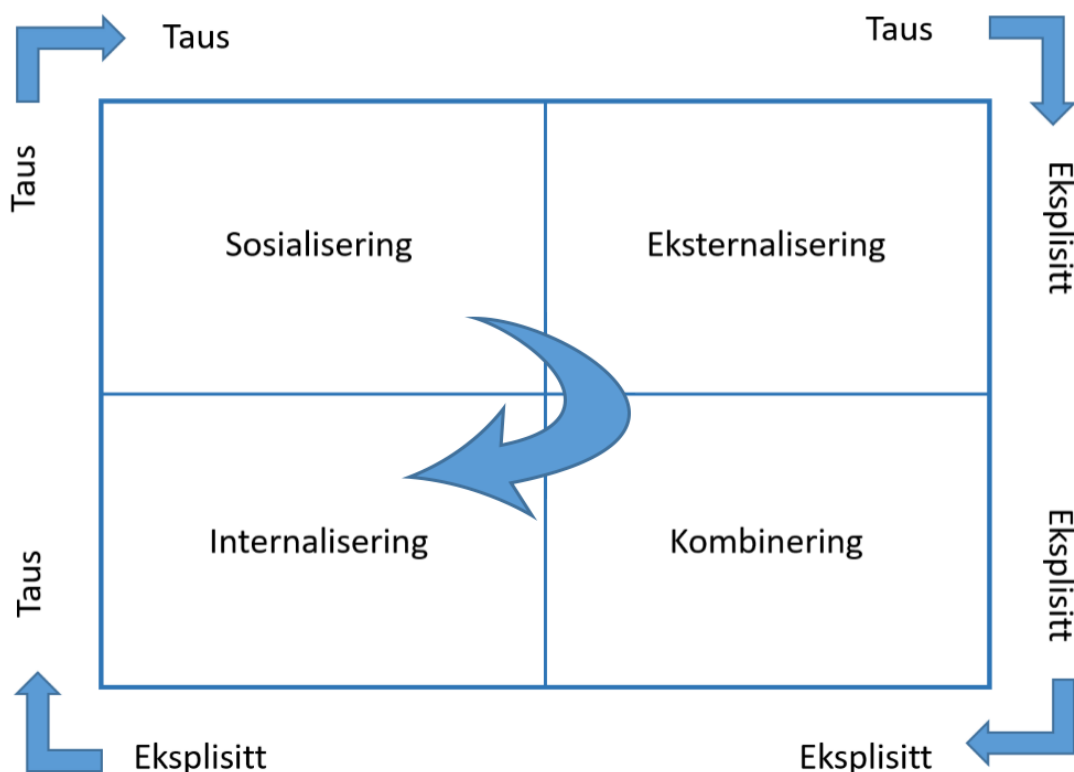 Taus
Taus
Taus
Eksplisitt
Sosialisering
Eksternalisering
Internalisering
Kombinering
Taus
Eksplisitt
Eksplisitt
Eksplisitt